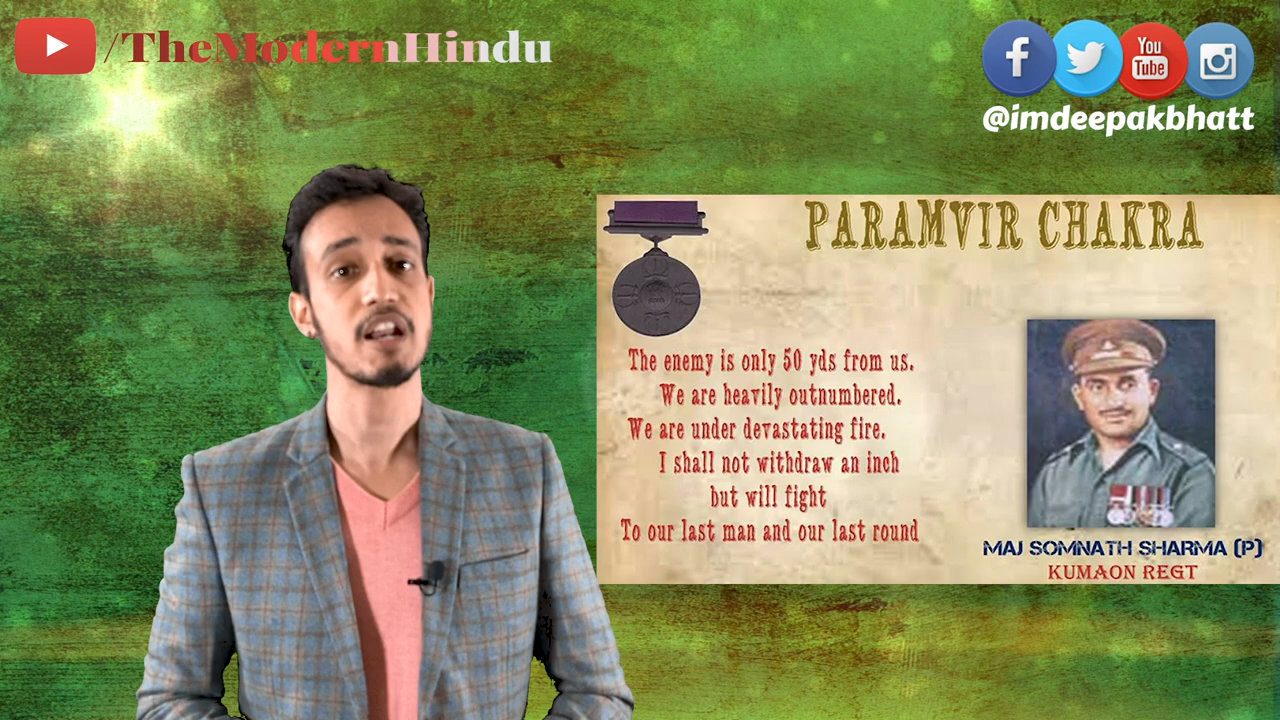 /TheModernHindu
You
Tube
@imdeepakbhatt
PARAMVIR CHAKRA
The enemy is only 50 yds from us.
We are heavily outnumbered.
We are under devastating fire.
I shall not withdraw an inch
but will fight
To our last man and our last round
MAJ SOMNATH SHARMA (P)
KUMAON REGT